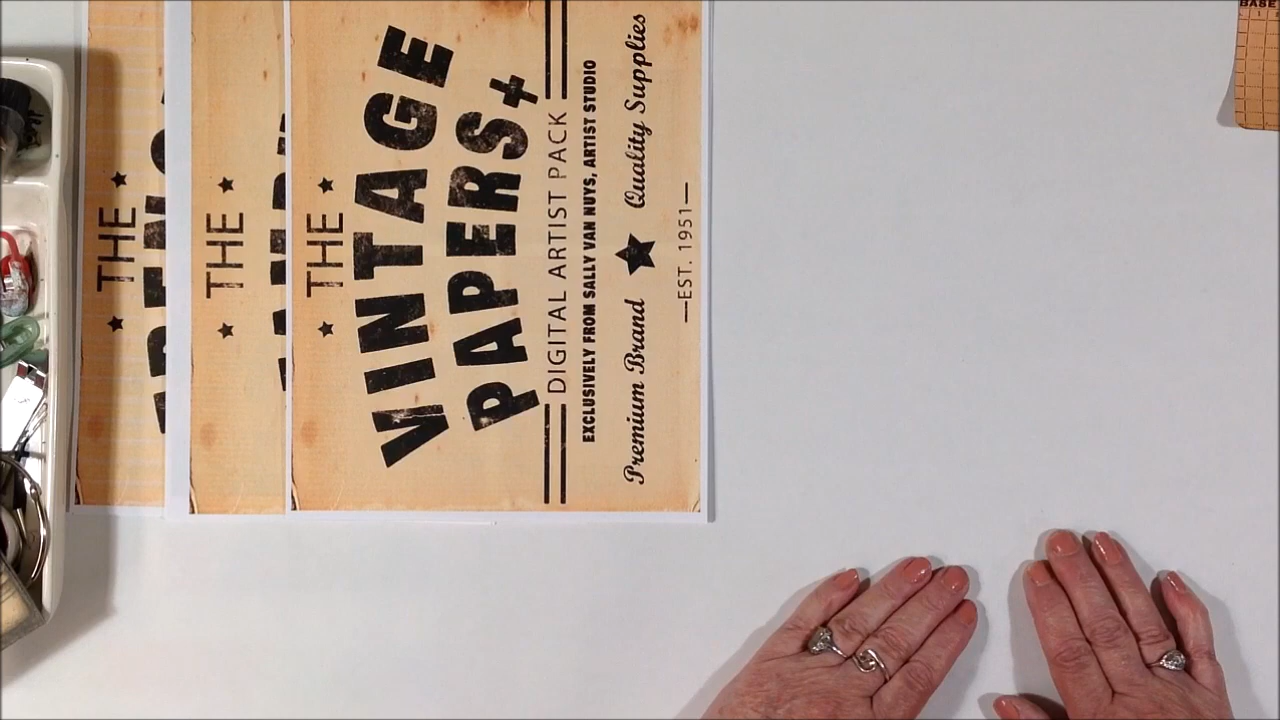 ★ THE ★
★ THE ★
★ THE ★
VINTAGE
PAPERS+
DIGITAL ARTIST PACK
EXCLUSIVELY FROM SALLY VAN NUYS, ARTIST STUDIO
Premium Brand ★ Quality Supplies
—EST. 1951—
BASE